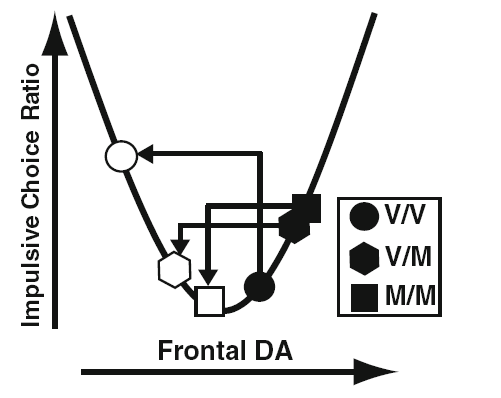 Impulsive Choice Ratio
V/V
V/M
M/M
Frontal DA